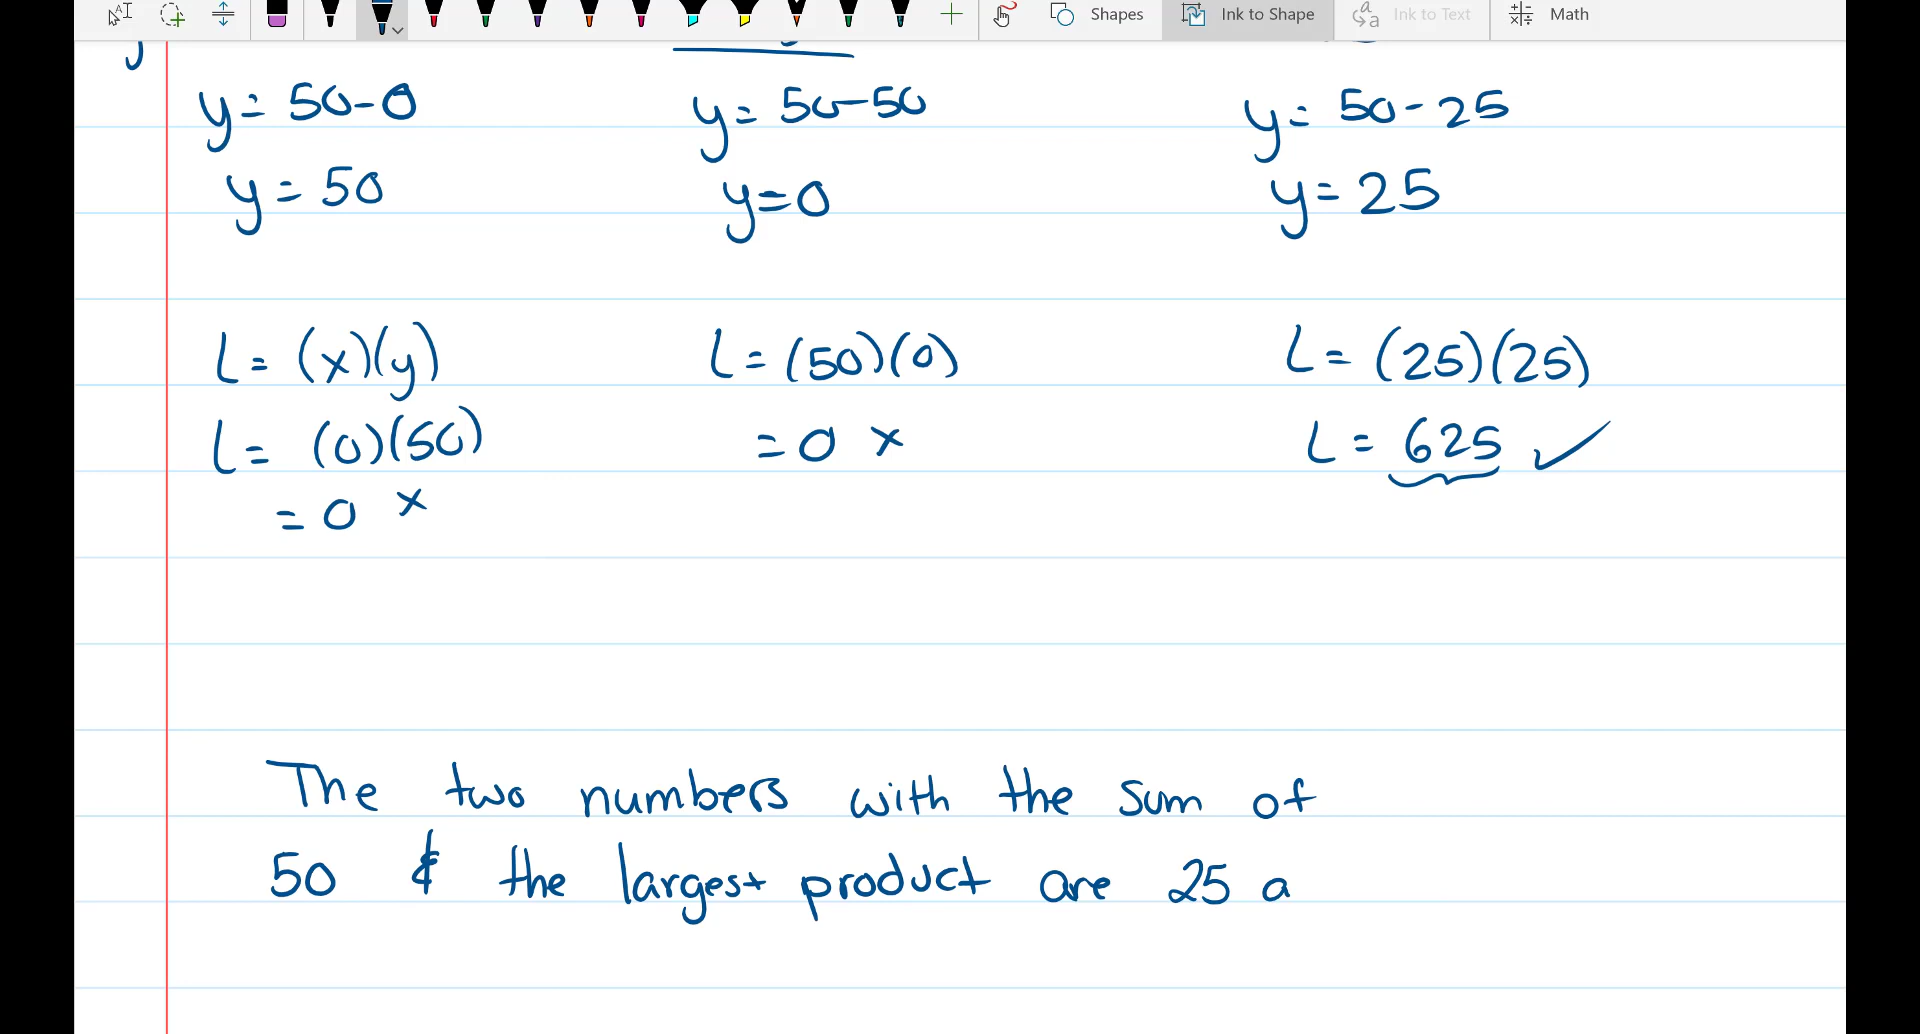 Shapes Ink to Shape Ink to Text Math
y
y = 50-0 y = 50-50 y = 50-25
y = 50 y=0 y= 25
L = (x)(y) L = (50)(0) L = (25)(25)
L = (0)(50) = 0 x L = 625 ✓
= 0 x
The two numbers with the sum of
50 & the largest product are 25 a